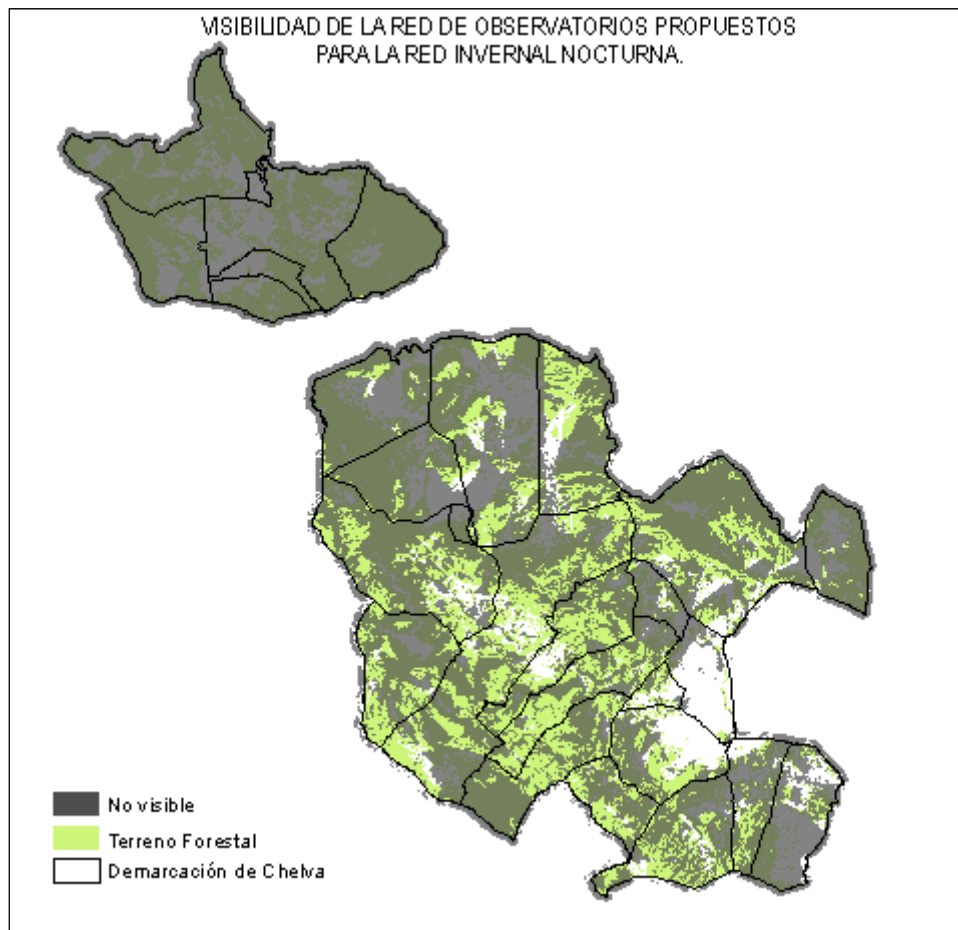 VISIBILIDAD DE LA RED DE OBSERVATORIOS PROPUESTOS
PARA LA RED INVERNAL NOCTURNA.
No visible
Terreno Forestal
Demarcación de Chelva